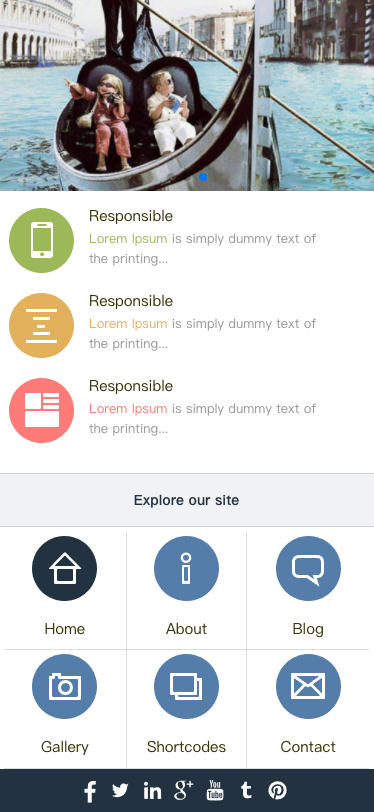 Responsible
Lorem Ipsum is simply dummy text of
the printing...
Responsible
Lorem Ipsum is simply dummy text of
the printing...
Responsible
Lorem Ipsum is simply dummy text of
the printing...
Explore our site
Home
About
Blog
Gallery
Shortcodes
Contact
f
in
g+
You
Tube
t